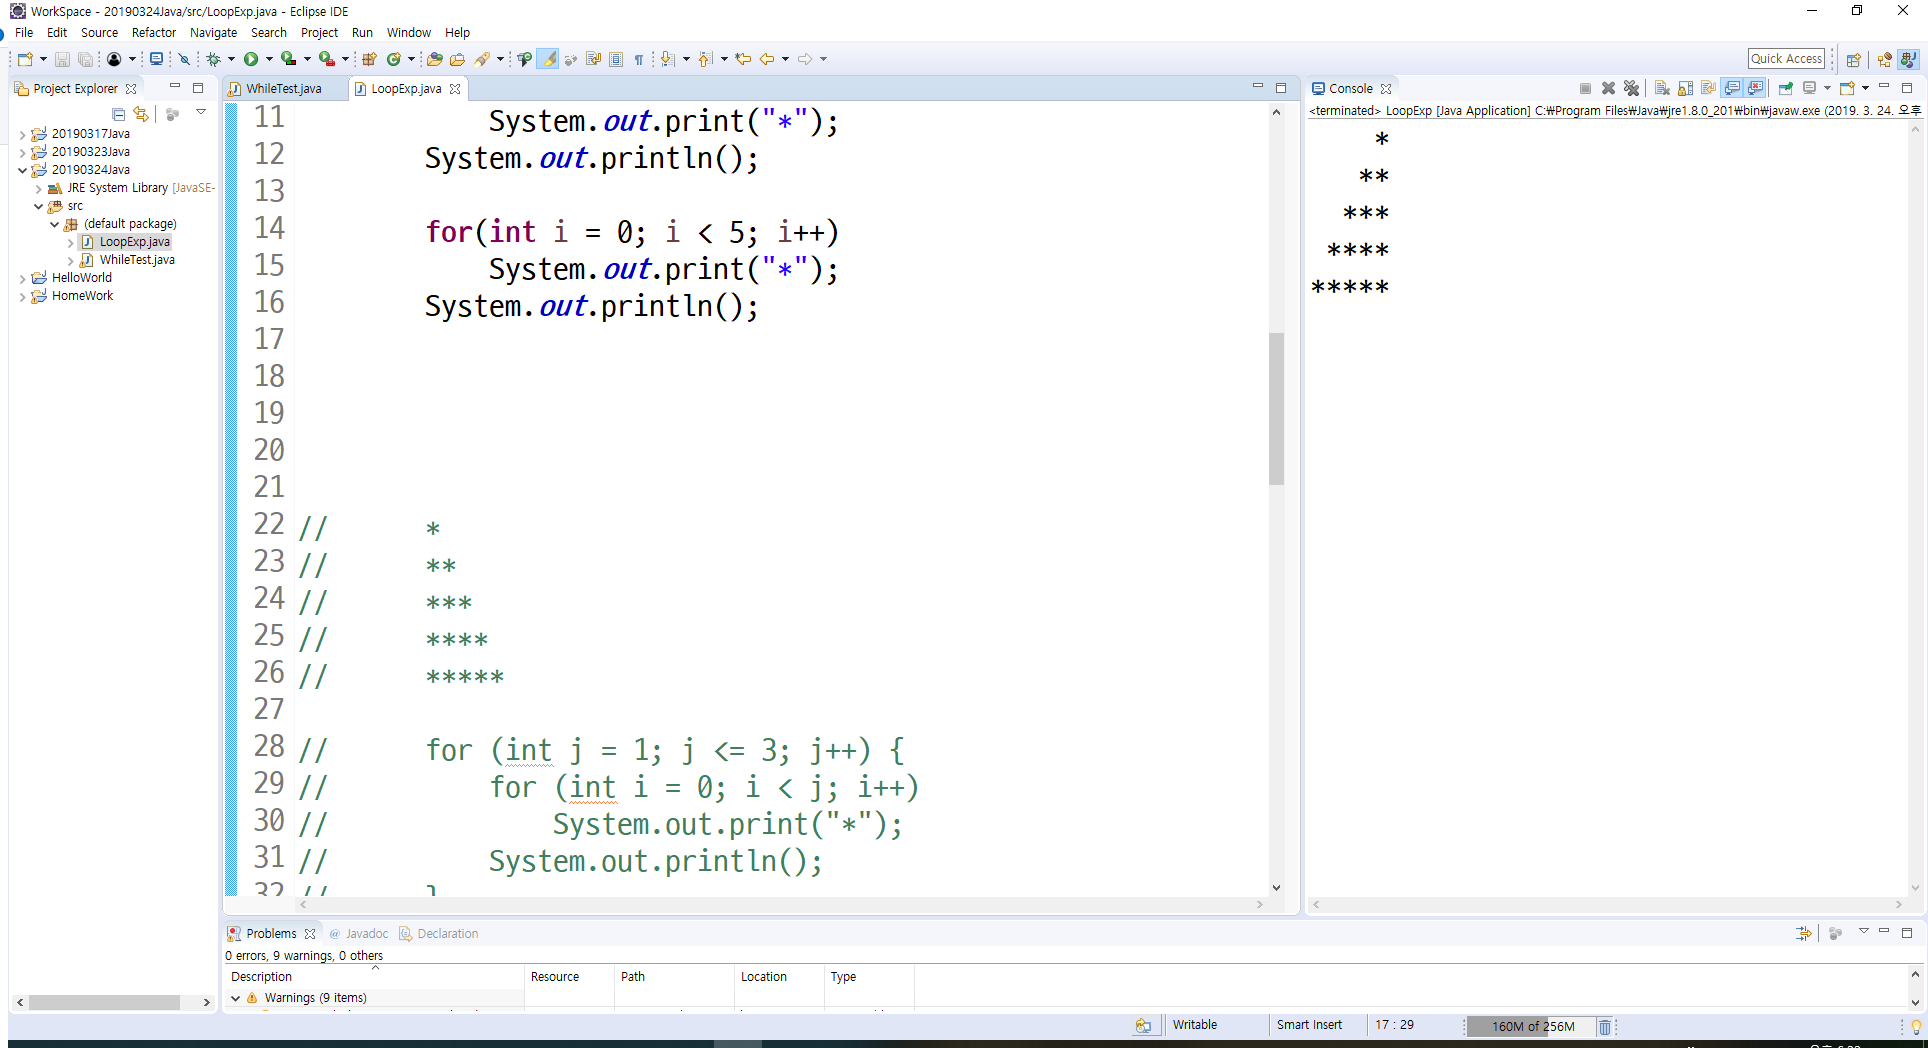 WorkSpace - 20190324Java/src/LoopExp.java - Eclipse IDE
File Edit Source Refactor Navigate Search Project Run Window Help
Quick Access
Project Explorer
20190317Java
20190323Java
20190324Java
JRE System Library [JavaSE-
src
(default package)
LoopExp.java
WhileTest.java
HelloWorld
HomeWork
WhileTest.java LoopExp.java
11 System.out.print("*");
12 System.out.println();
13
14 for(int i = 0; i < 5; i++)
15 System.out.print("*");
16 System.out.println();
17
18
19
20
21
22 // *
23 // **
24 // ***
25 // ****
26 // *****
27
28 // for (int j = 1; j <= 3; j++) {
29 // for (int i = 0; i < j; i++)
30 // System.out.print("*");
31 // System.out.println();
32 // }
Console
<terminated> LoopExp [Java Application] C:₩Program Files₩Java₩jre1.8.0_201₩bin₩javaw.exe (2019. 3. 24. 오후
*
**
***
****
*****
Problems @ Javadoc Declaration
0 errors, 9 warnings, 0 others
Description Resource Path Location Type
Warnings (9 items)
Writable Smart Insert 17 : 29 160M of 256M